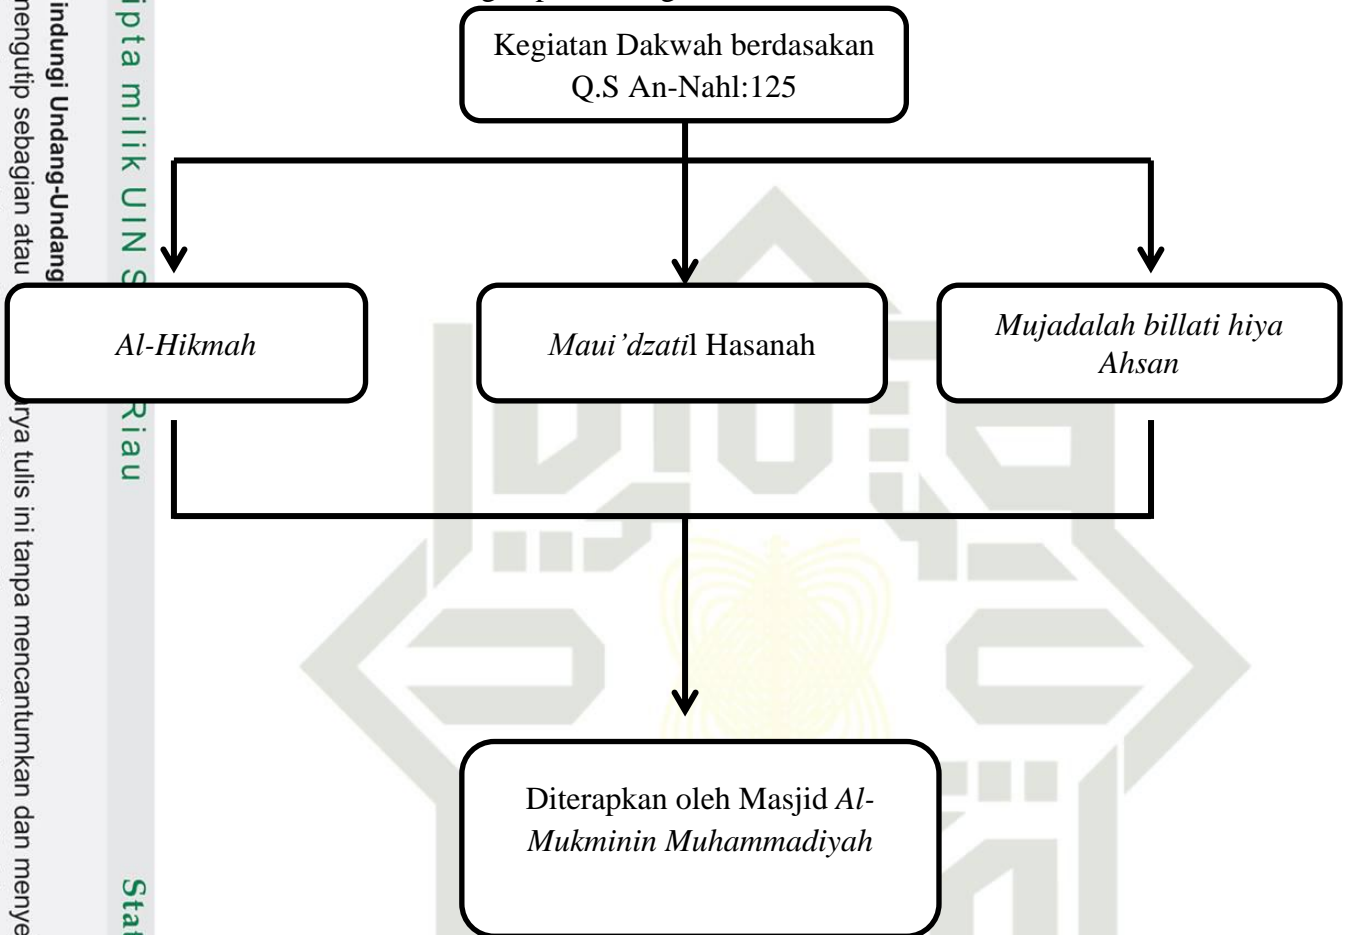 Kegiatan Dakwah berdasakan
Q.S An-Nahl:125
Al-Hikmah
Maui’dzatil Hasanah
Mujadalah billati hiya
Ahsan
Diterapkan oleh Masjid Al-
Mukminin Muhammadiyah
ipta milik UIN S
Riau
Stat
indungi Undang-Undang
mengutip sebagian atau
arya tulis ini tanpa mencantumkan dan menye